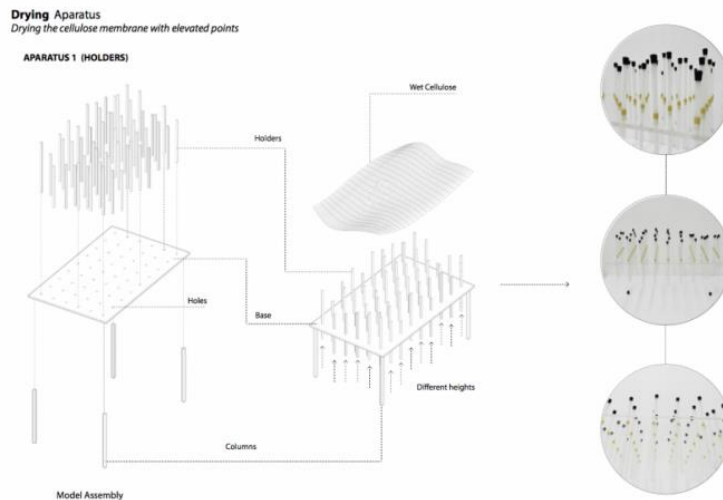 Drying Apparatus
Drying the cellulose membrane with elevated points
APARATUS 1 (HOLDERS)
Wet Cellulose
Holders
Holes
Base
Different heights
Columns
Model Assembly